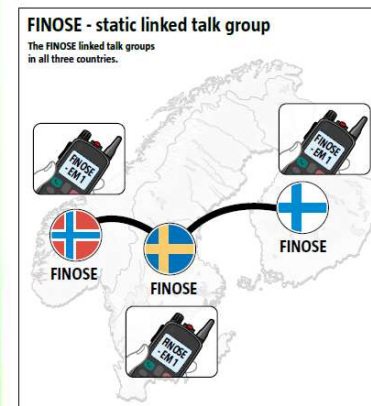 FINOSE - static linked talk group
The FINOSE linked talk groups
in all three countries.
FINOSE
- EM 1
FINOSE
- EM 1
FINOSE
FINOSE
FINOSE
FINOSE
- EM 1